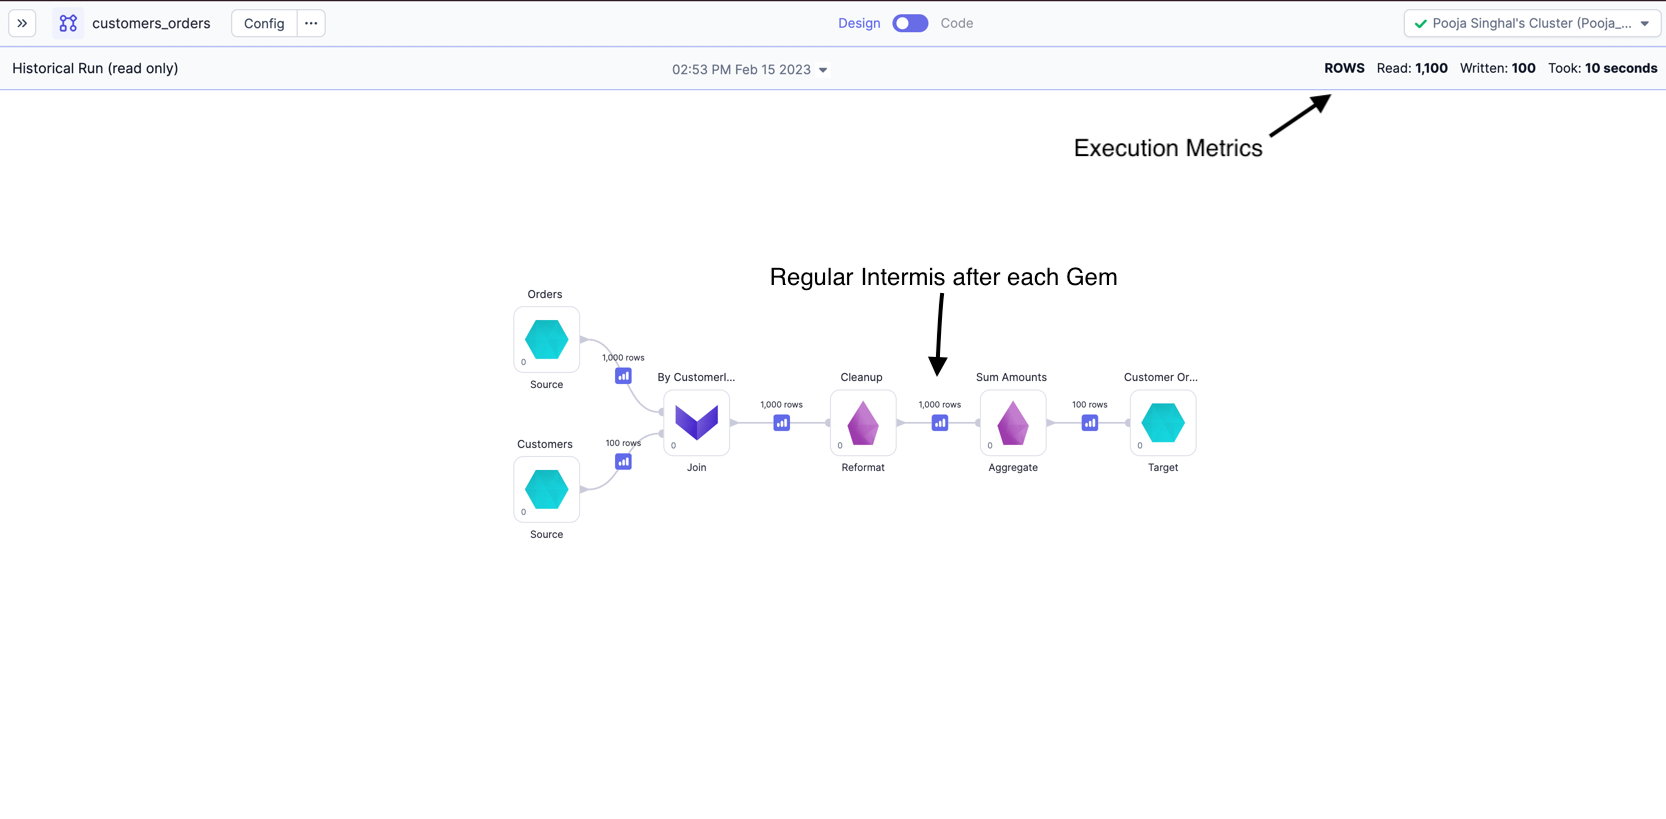 customers_orders
Config
Design
Code
Pooja Singhal's Cluster (Pooja_...
Historical Run (read only)
02:53 PM Feb 15 2023
ROWS Read: 1,100 Written: 100 Took: 10 seconds
Execution Metrics
Regular Intermis after each Gem
Orders
0
Source
1,000 rows
Customers
0
Source
100 rows
By CustomerI...
0
Join
1,000 rows
Cleanup
0
Reformat
1,000 rows
Sum Amounts
0
Aggregate
100 rows
Customer Or...
0
Target